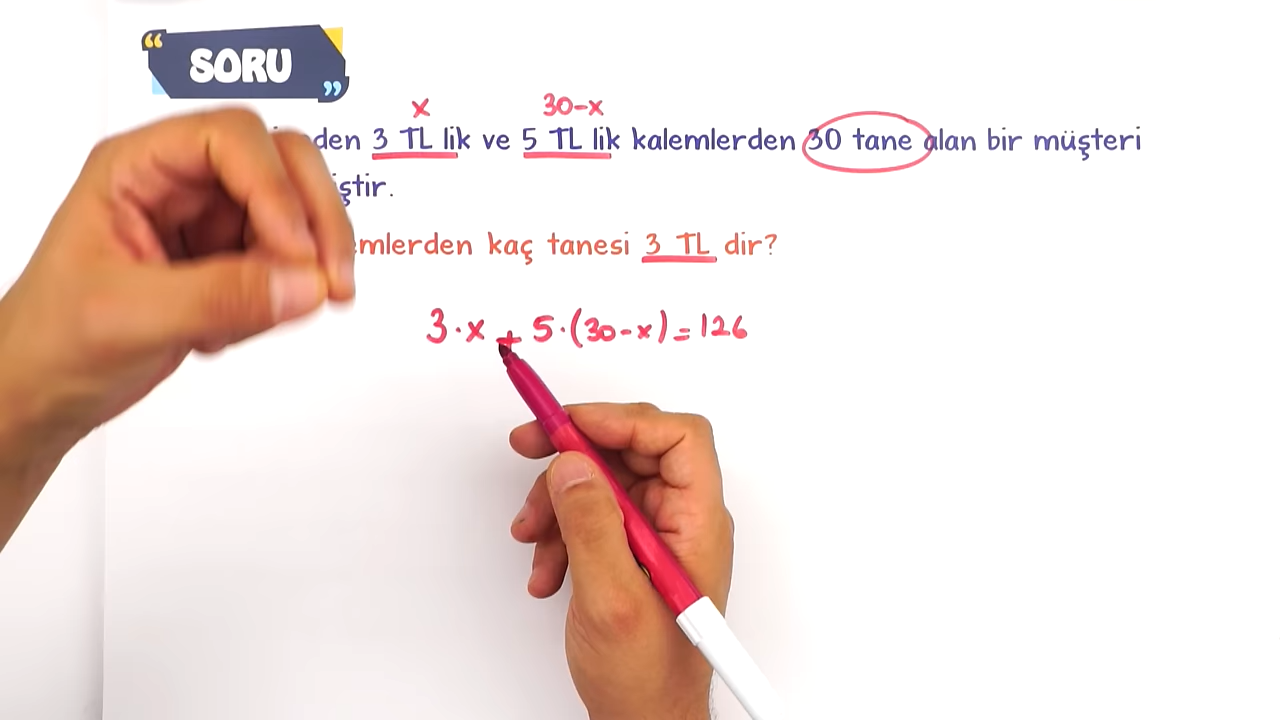 SORU
x 30-x
den 3 TL lik ve 5 TL lik kalemlerden 30 tane alan bir müşteri
iştir.
emlerden kaç tanesi 3 TL dir?
3·x + 5·(30-x) = 126